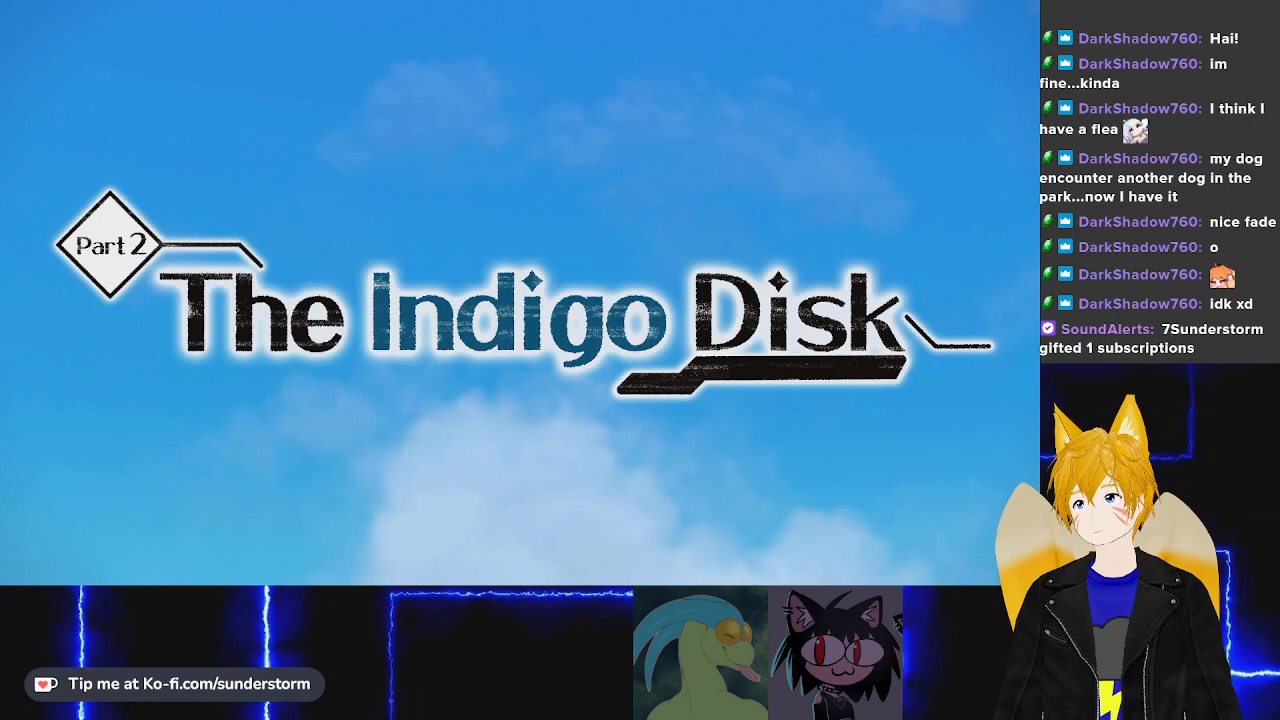 Part 2
The Indigo Disk
DarkShadow760: Hai!
DarkShadow760: im
fine...kinda
DarkShadow760: I think I
have a flea
DarkShadow760: my dog
encounter another dog in the
park...now I have it
DarkShadow760: nice fade
DarkShadow760: o
DarkShadow760:
DarkShadow760: idk xd
SoundAlerts: 7Sunderstorm
gifted 1 subscriptions
Tip me at Ko-fi.com/sunderstorm